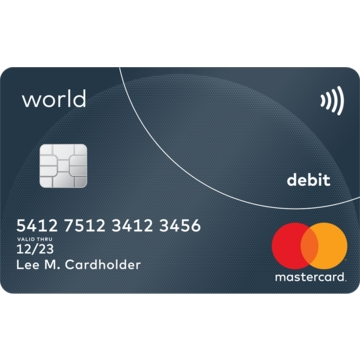 world
debit
5412 7512 3412 3456
VALID THRU
12/23
Lee M. Cardholder
mastercard.